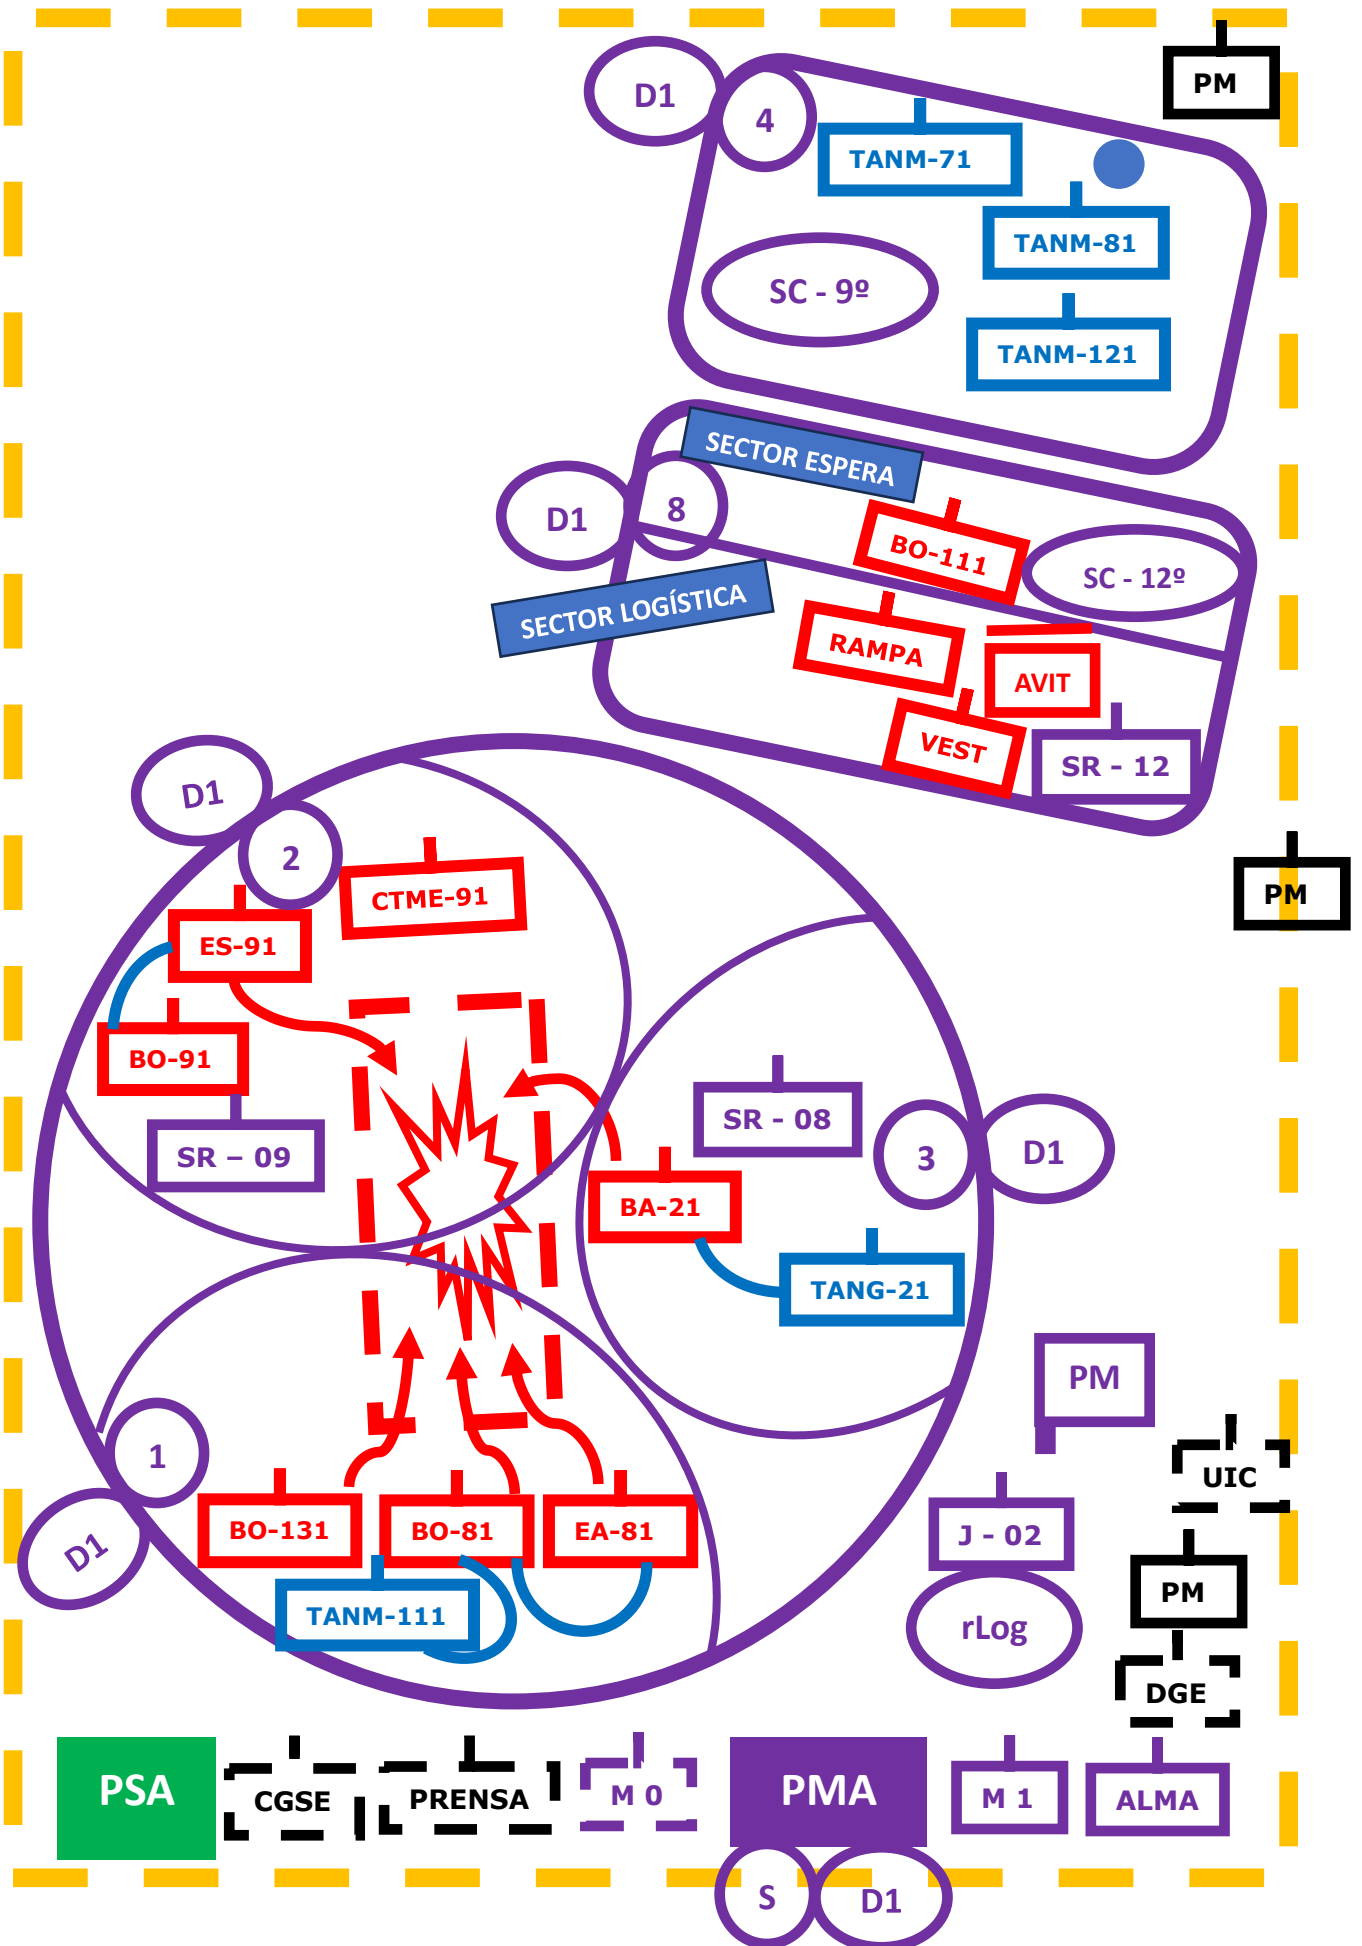 PM
D1
4
TANM-71
TANM-81
SC - 9º
TANM-121
SECTOR ESPERA
D1
8
BO-111
SC - 12º
SECTOR LOGÍSTICA
RAMPA
AVIT
VEST
SR - 12
D1
2
CTME-91
PM
ES-91
BO-91
SR – 09
SR - 08
3
D1
BA-21
TANG-21
PM
1
UIC
D1
BO-131
BO-81
EA-81
J - 02
TANM-111
rLog
PM
DGE
PSA
CGSE
PRENSA
M 0
PMA
M 1
ALMA
S
D1